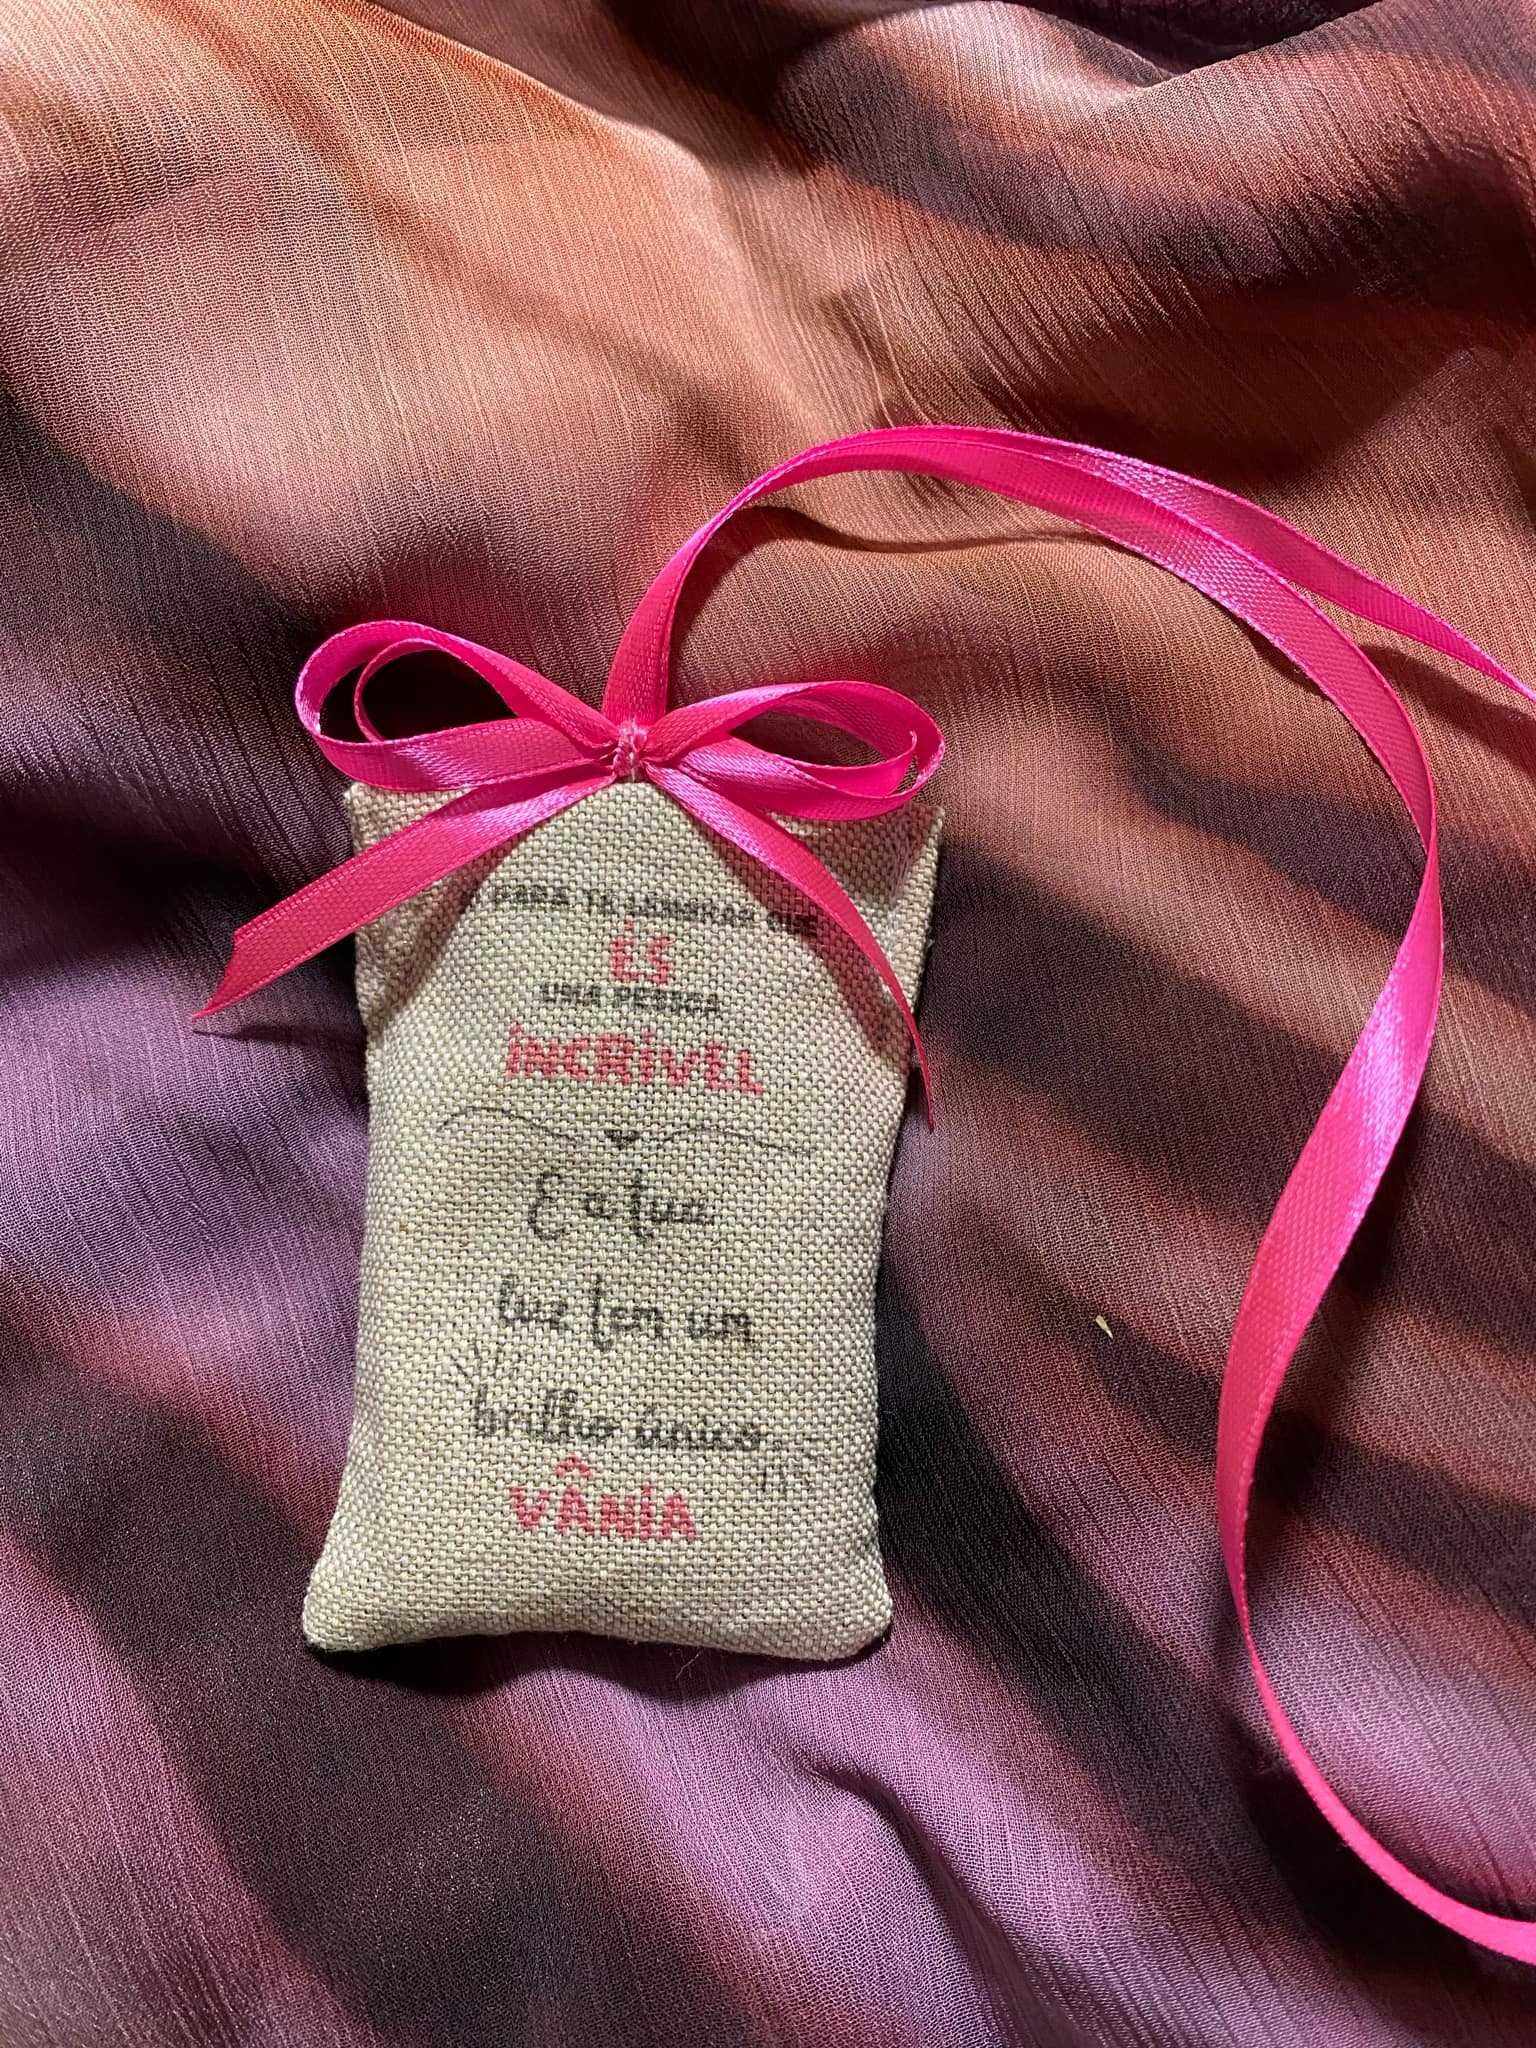 para te lembrar que
ÉS
uma pessoa
INCRÍVEL
E a tua
luz tem um
brilho único
VÂNIA